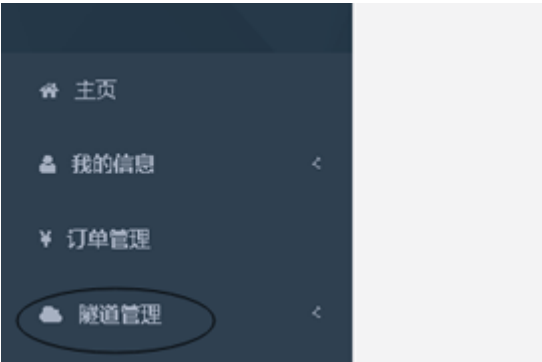 主页
我的信息
订单管理
隧道管理